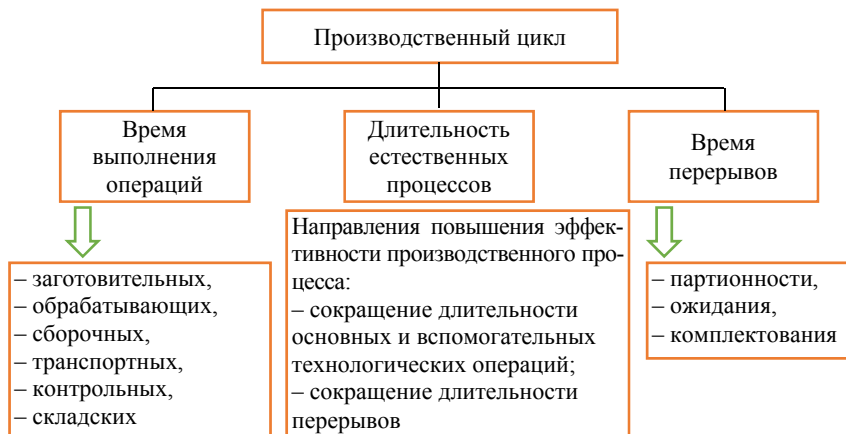 Производственный цикл
Время
выполнения
операций
Длительность
естественных
процессов
Время
перерывов
– заготовительных,
– обрабатывающих,
– сборочных,
– транспортных,
– контрольных,
– складских
Направления повышения эффек-
тивности производственного про-
цесса:
– сокращение длительности
основных и вспомогательных
технологических операций;
– сокращение длительности
перерывов
– партионности,
– ожидания,
– комплектования